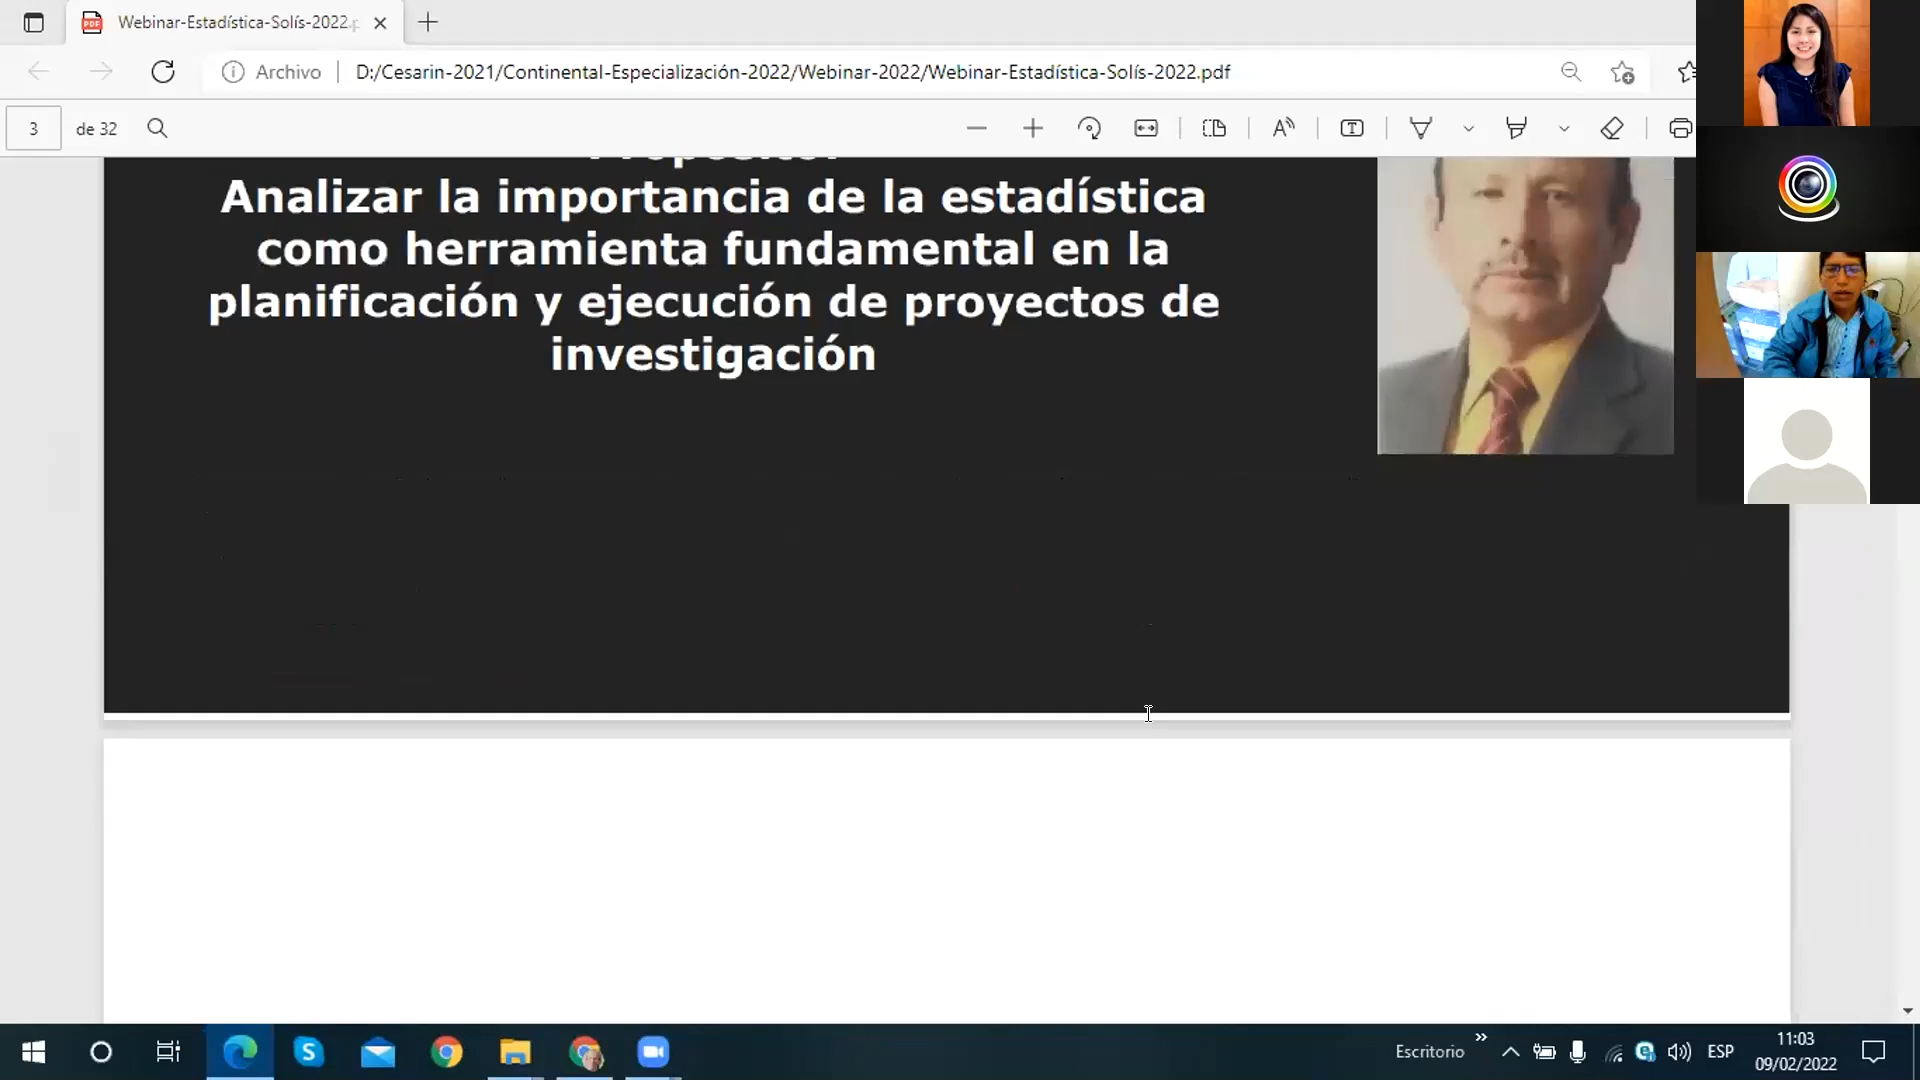 Webinar-Estadística-Solís-2022.p
Archivo
D:/Cesarin-2021/Continental-Especialización-2022/Webinar-2022/Webinar-Estadística-Solís-2022.pdf
3 de 32
Propósito:
Analizar la importancia de la estadística
como herramienta fundamental en la
planificación y ejecución de proyectos de
investigación
Escritorio
ESP
11:03
09/02/2022